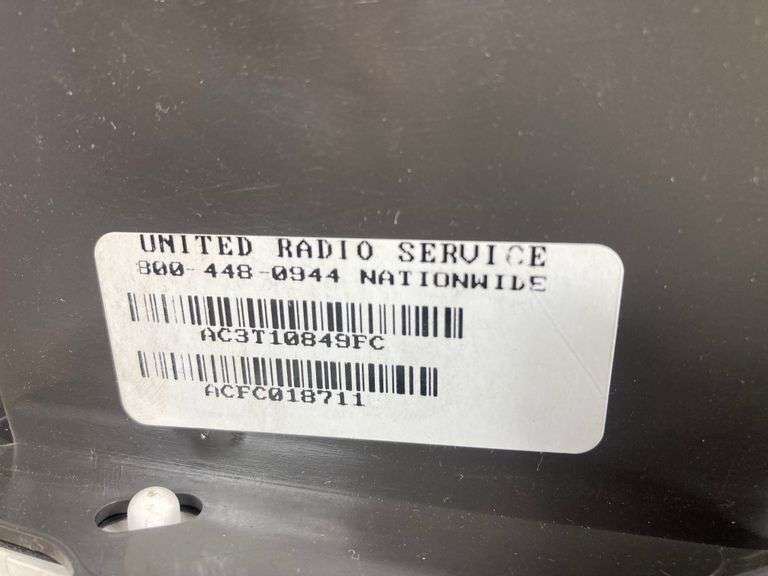 UNITED RADIO SERVICE
800-448-0944 NATIONWIDE
AC3T10849FC
ACFC018711